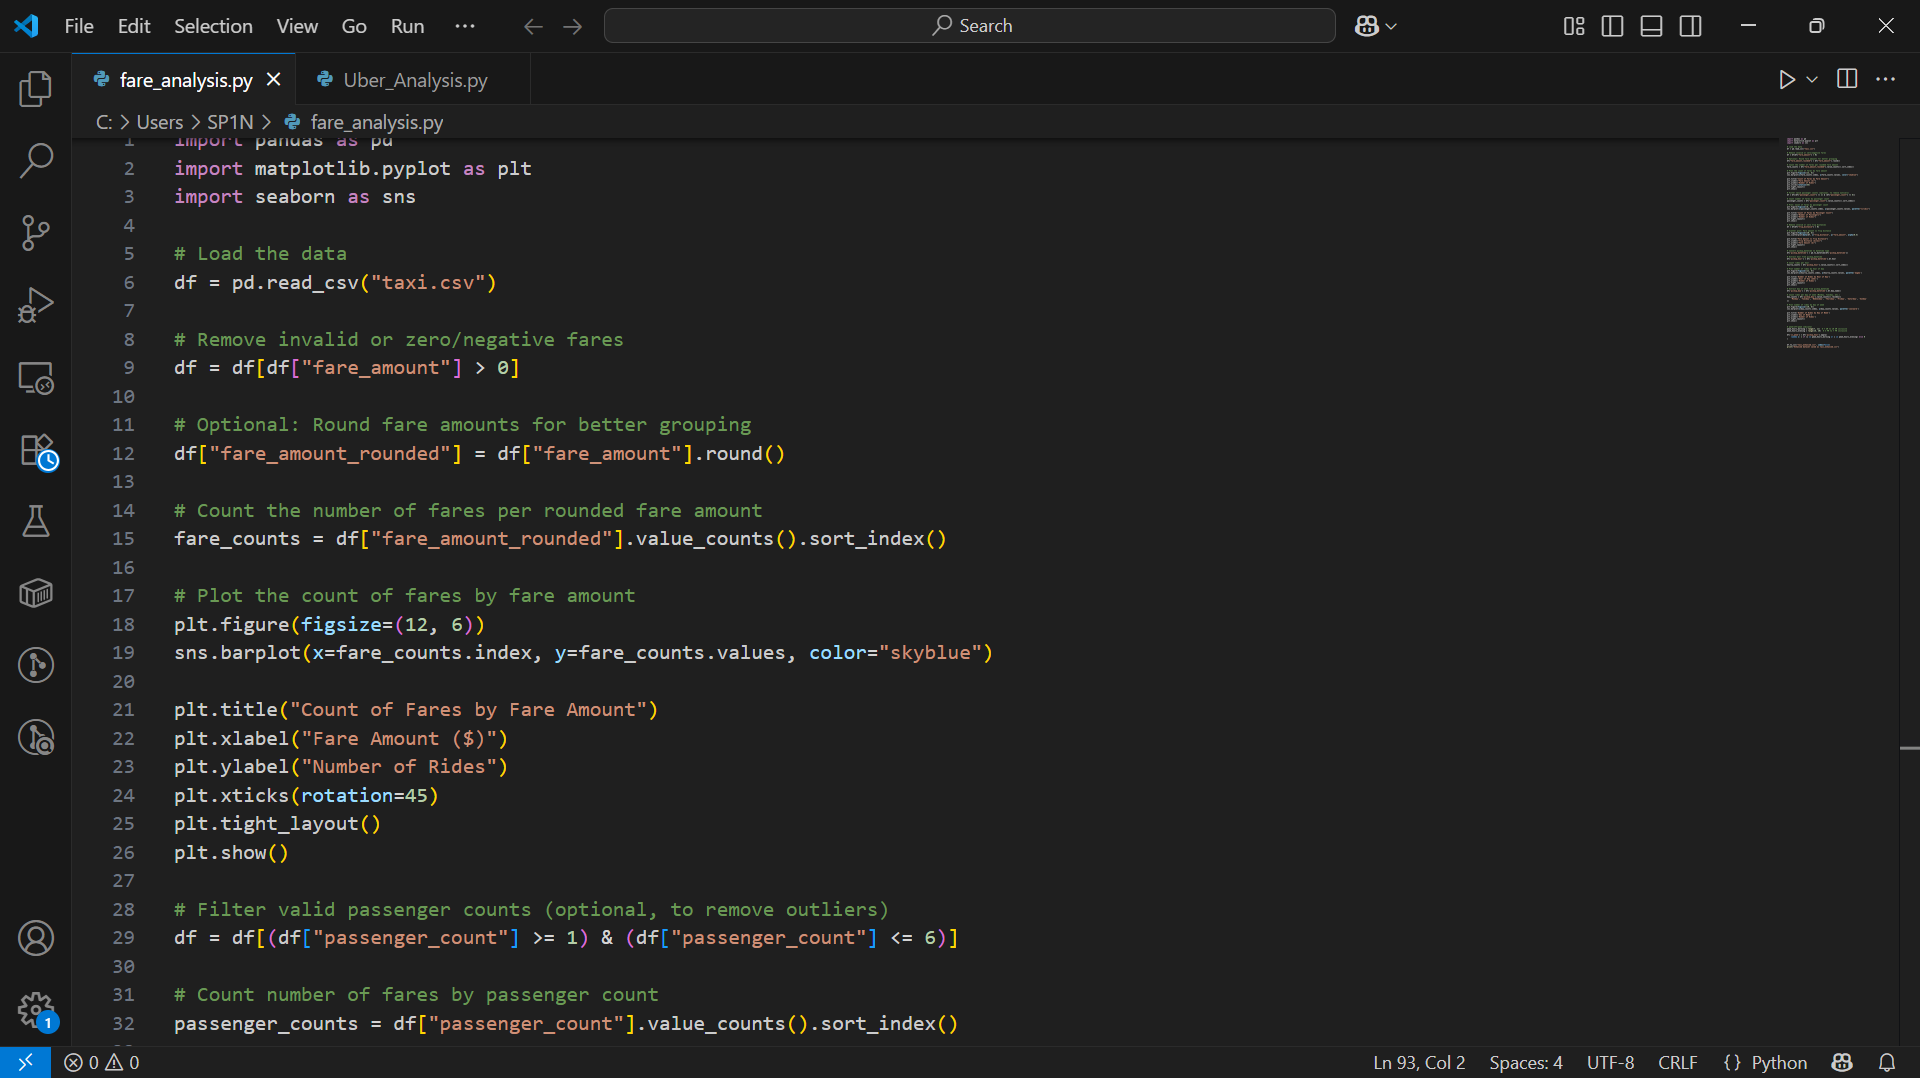 File Edit Selection View Go Run ··· Search
fare_analysis.py Uber_Analysis.py
C: > Users > SP1N > fare_analysis.py
1 import pandas as pd
2 import matplotlib.pyplot as plt
3 import seaborn as sns
4
5 # Load the data
6 df = pd.read_csv("taxi.csv")
7
8 # Remove invalid or zero/negative fares
9 df = df[df["fare_amount"] > 0]
10
11 # Optional: Round fare amounts for better grouping
12 df["fare_amount_rounded"] = df["fare_amount"].round()
13
14 # Count the number of fares per rounded fare amount
15 fare_counts = df["fare_amount_rounded"].value_counts().sort_index()
16
17 # Plot the count of fares by fare amount
18 plt.figure(figsize=(12, 6))
19 sns.barplot(x=fare_counts.index, y=fare_counts.values, color="skyblue")
20
21 plt.title("Count of Fares by Fare Amount")
22 plt.xlabel("Fare Amount ($)")
23 plt.ylabel("Number of Rides")
24 plt.xticks(rotation=45)
25 plt.tight_layout()
26 plt.show()
27
28 # Filter valid passenger counts (optional, to remove outliers)
29 df = df[(df["passenger_count"] >= 1) & (df["passenger_count"] <= 6)]
30
31 # Count number of fares by passenger count
32 passenger_counts = df["passenger_count"].value_counts().sort_index()
1
0 0 Ln 93, Col 2 Spaces: 4 UTF-8 CRLF {} Python